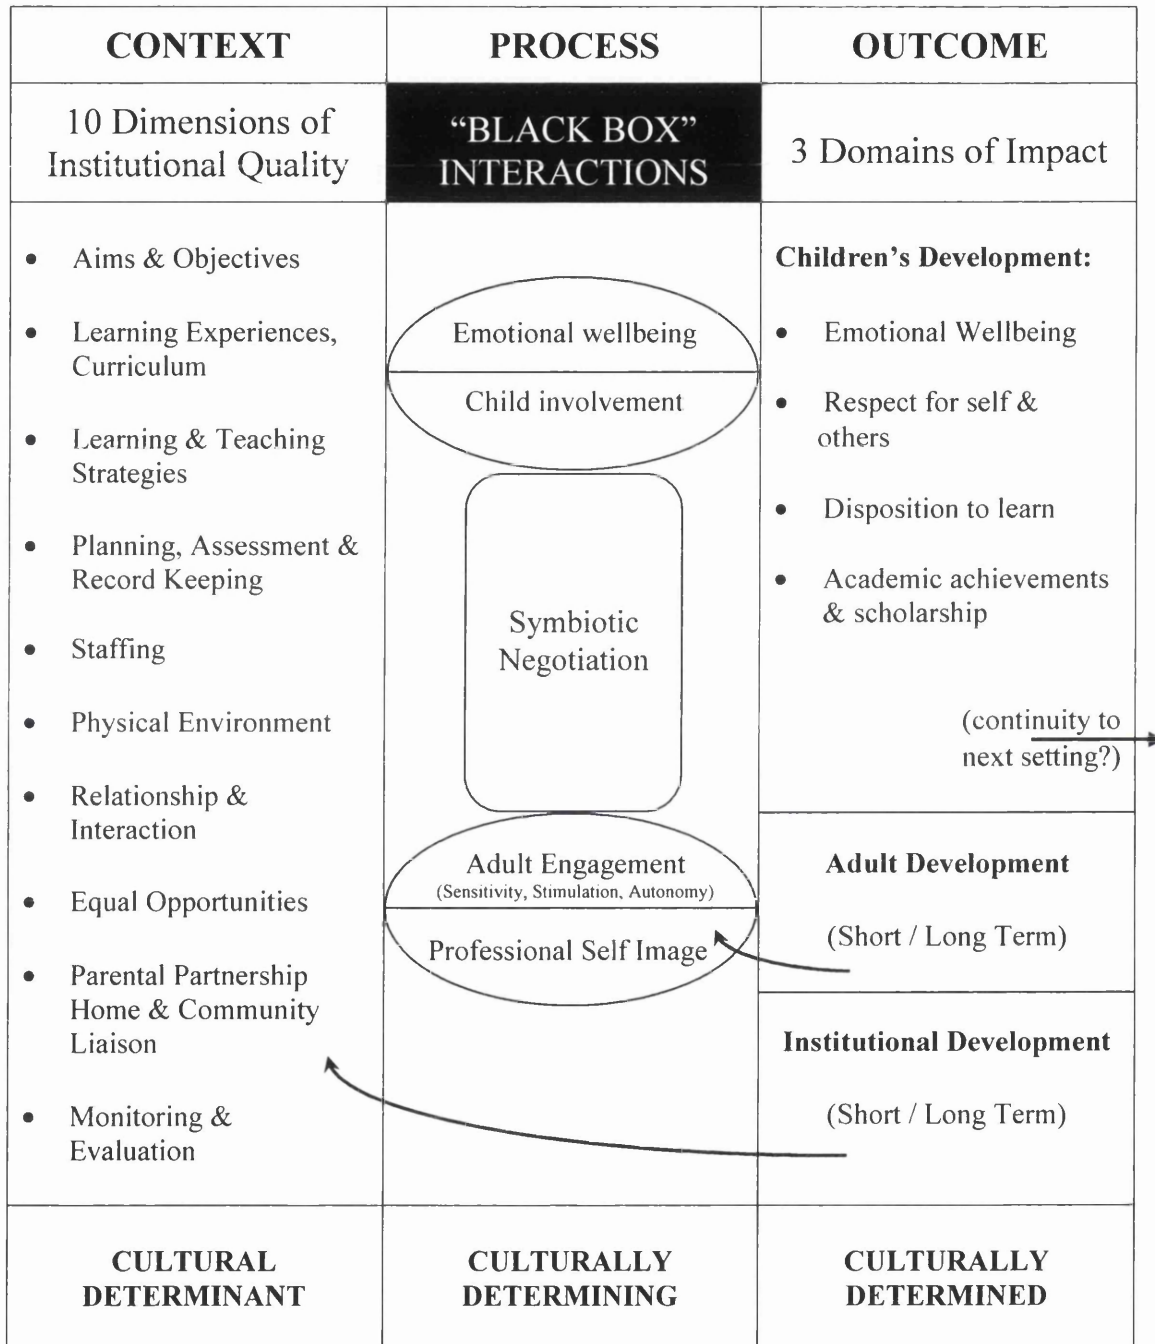 CONTEXT
PROCESS
OUTCOME
10 Dimensions of
Institutional Quality
“BLACK BOX”
INTERACTIONS
3 Domains of Impact
• Aims & Objectives
• Learning Experiences,
Curriculum
• Learning & Teaching
Strategies
• Planning, Assessment &
Record Keeping
• Staffing
• Physical Environment
• Relationship &
Interaction
• Equal Opportunities
• Parental Partnership
Home & Community
Liaison
• Monitoring &
Evaluation
Emotional wellbeing
Child involvement
Symbiotic
Negotiation
Adult Engagement
(Sensitivity, Stimulation, Autonomy)
Professional Self Image
Children’s Development:
• Emotional Wellbeing
• Respect for self &
others
• Disposition to learn
• Academic achievements
& scholarship
(continuity to
next setting?)
Adult Development
(Short / Long Term)
Institutional Development
(Short / Long Term)
CULTURAL
DETERMINANT
CULTURALLY
DETERMINING
CULTURALLY
DETERMINED